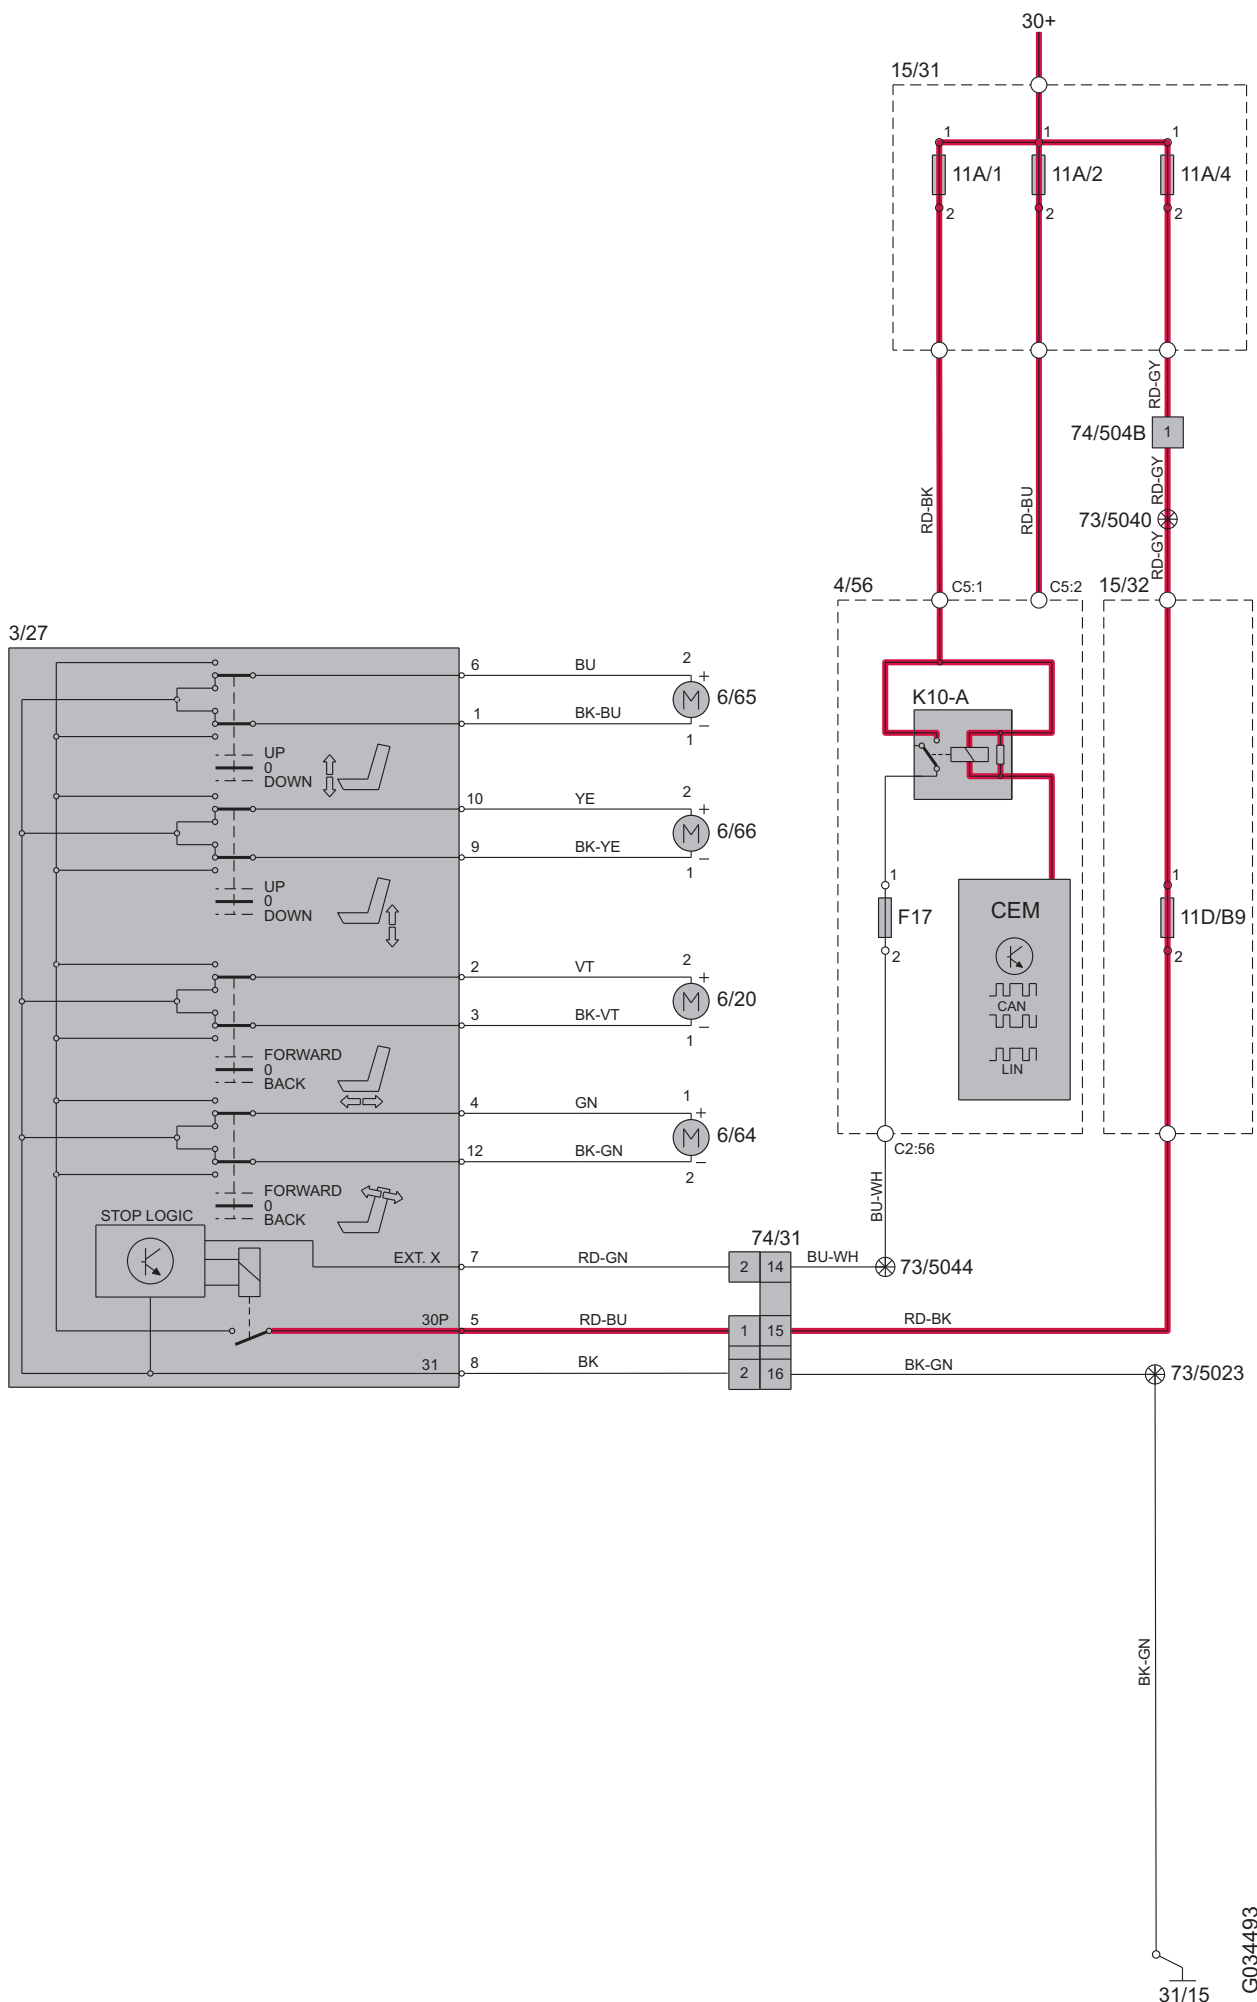 30+
15/31
1 1 1
11A/1 11A/2 11A/4
2 2 2
RD-GY
74/504B 1
RD-GY
RD-BK RD-BU
73/5040
RD-GY
4/56 C5:1 C5:2 15/32
3/27
6 BU 2
+
M 6/65
1 BK-BU –
1
K10-A
UP
0
DOWN
10 YE 2
+
M 6/66
9 BK-YE –
1
1 1
UP
0
DOWN
F17 CEM 11D/B9
2 2
CAN
LIN
2 VT 2
+
M 6/20
3 BK-VT –
1
FORWARD
0
BACK
4 GN 1
+
M 6/64
12 BK-GN –
2
C2:56
FORWARD
0
BACK
BU-WH
STOP LOGIC
74/31
EXT. X 7 RD-GN 2 14 BU-WH 73/5044
30P 5 RD-BU 1 15 RD-BK
31 8 BK 2 16 BK-GN 73/5023
BK-GN
31/15
G034493